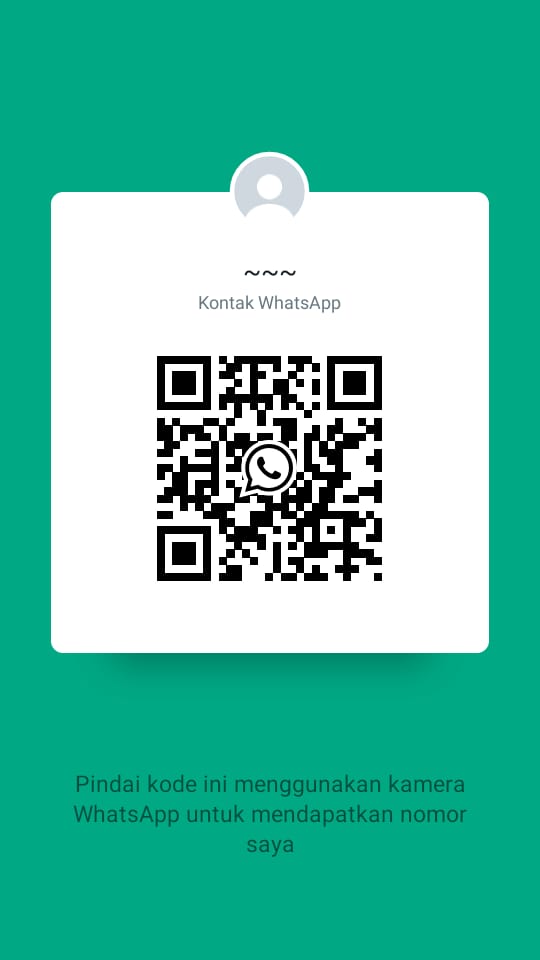 ~~~
Kontak WhatsApp
Pindai kode ini menggunakan kamera
WhatsApp untuk mendapatkan nomor
saya